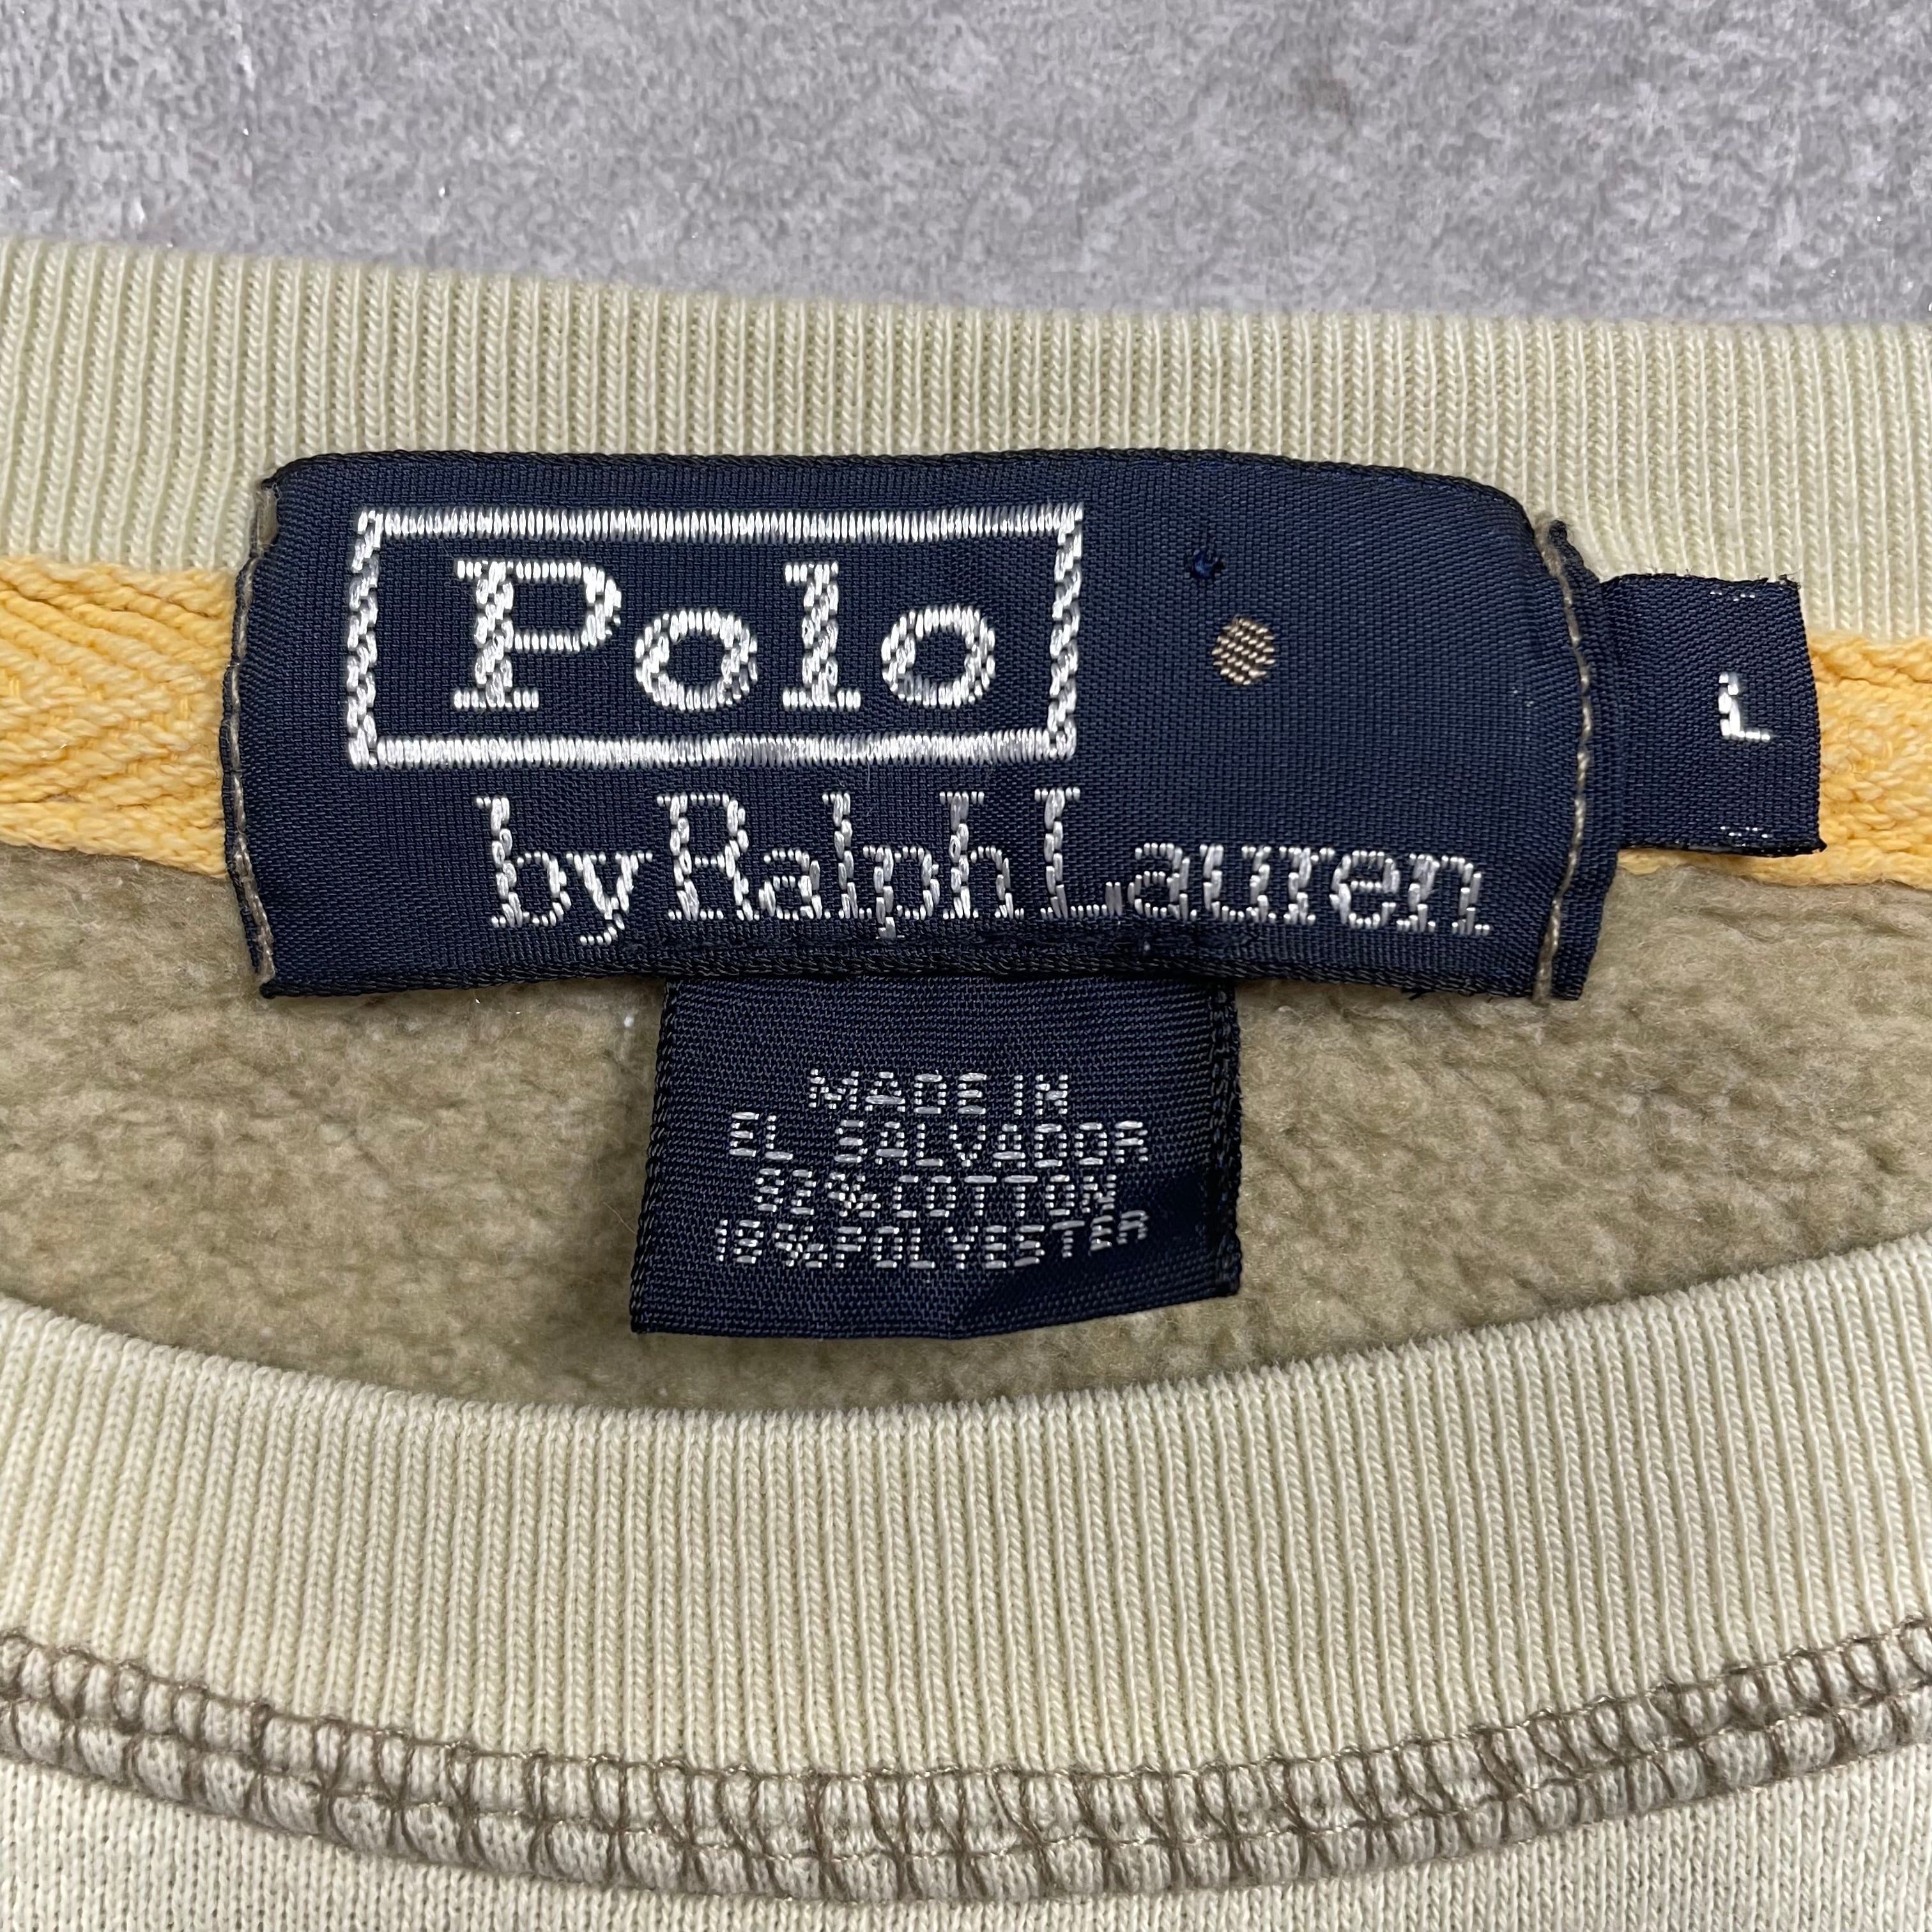 Polo
by Ralph Lauren
L
MADE IN
EL SALVADOR
82% COTTON
18% POLYESTER